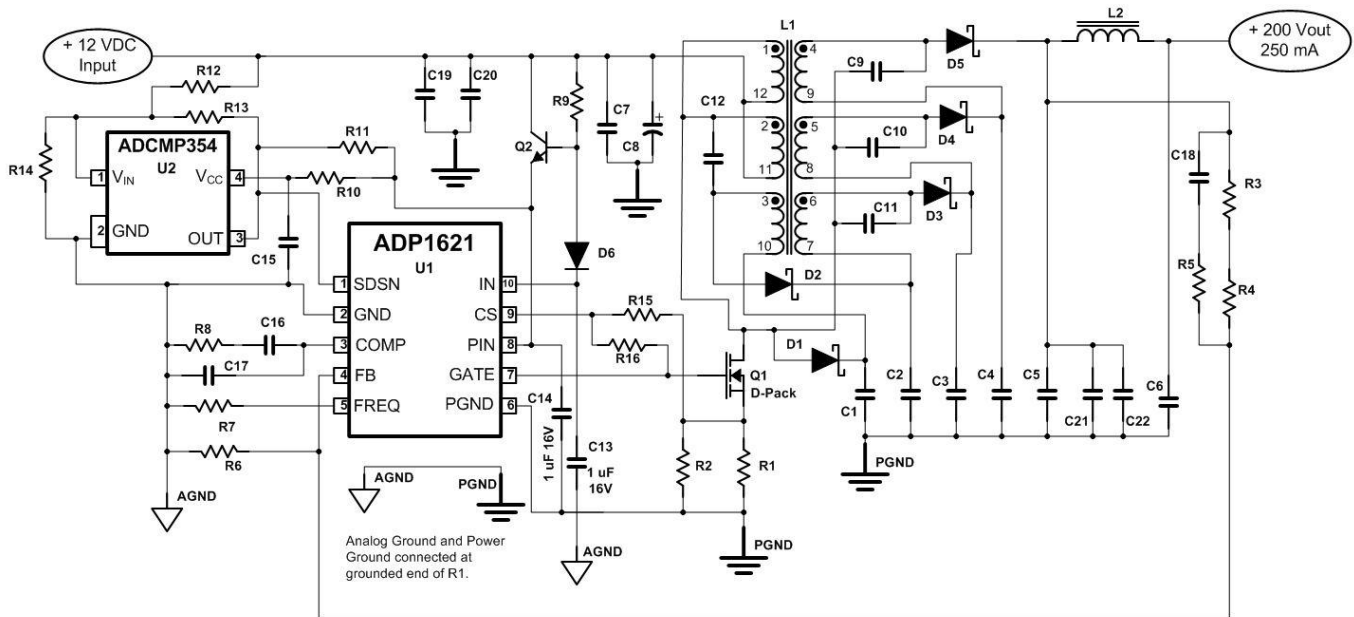 L1
L2
+ 12 VDC
Input
+ 200 Vout
250 mA
1
4
D5
R12
C19
C20
R9
C7
C8
+
C9
12
9
R13
C12
R11
Q2
2
5
C10
D4
ADCMP354
U2
R14
1
VIN
VCC
4
R10
11
8
C18
R3
2
GND
OUT
3
C15
3
6
C11
D3
ADP1621
U1
D6
10
7
R5
R4
D2
1
SDSN
IN
10
2
GND
CS
9
R15
R8
C16
3
COMP
PIN
8
R16
D1
C17
4
FB
GATE
7
Q1
D-Pack
C1
C2
C3
C4
C5
C21
C22
C6
5
FREQ
PGND
6
C14
1 uF 16V
R7
R6
C13
1 uF
16V
R2
R1
PGND
AGND
AGND
PGND
Analog Ground and Power
Ground connected at
grounded end of R1.
AGND
PGND